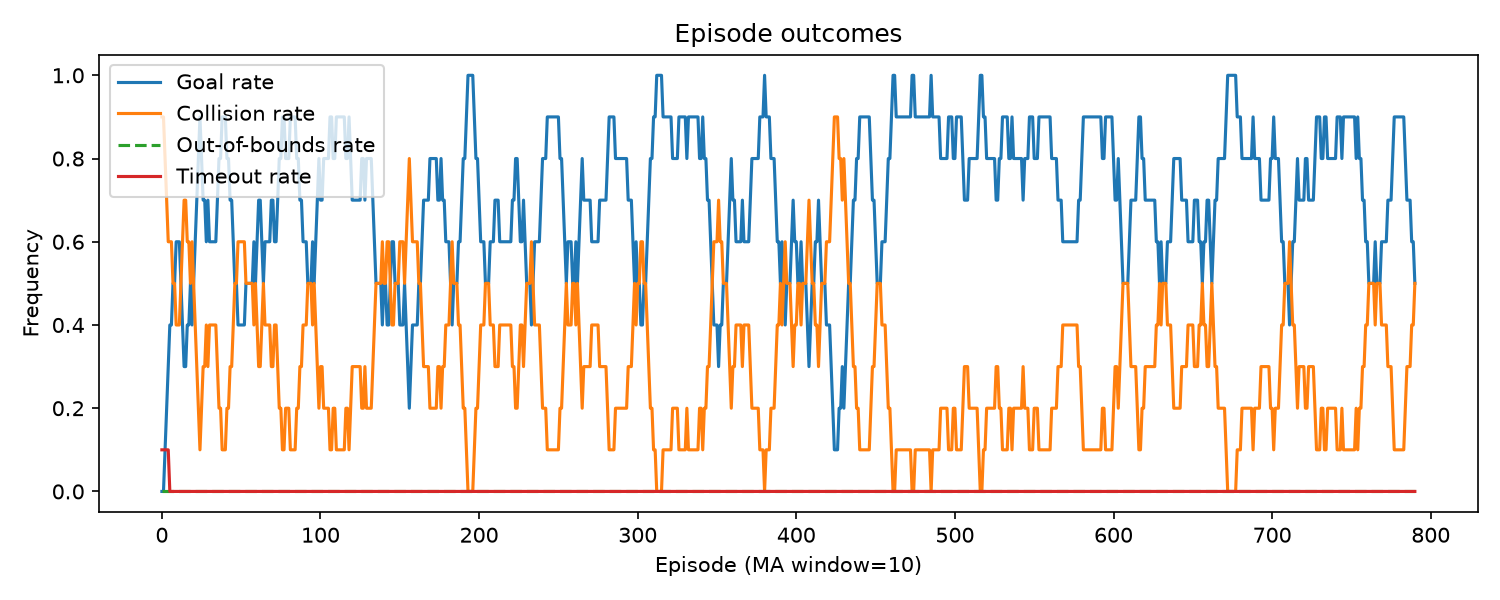 Episode outcomes
Goal rate
Collision rate
Out-of-bounds rate
Timeout rate
Frequency
1.0
0.8
0.6
0.4
0.2
0.0
0 100 200 300 400 500 600 700 800
Episode (MA window=10)